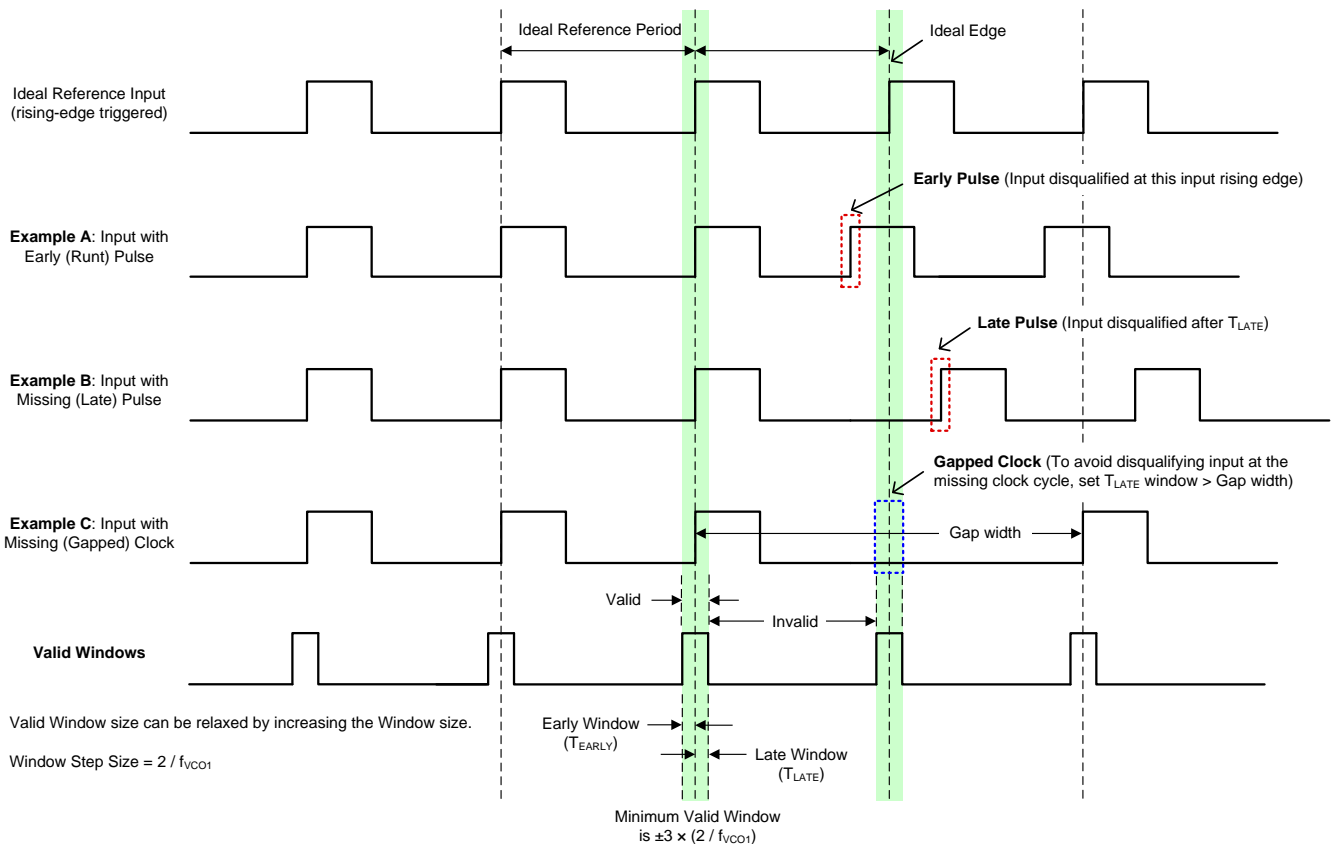 Ideal Reference Period
Ideal Edge
Ideal Reference Input
(rising-edge triggered)
Early Pulse (Input disqualified at this input rising edge)
Example A: Input with
Early (Runt) Pulse
Late Pulse (Input disqualified after TLATE)
Example B: Input with
Missing (Late) Pulse
Gapped Clock (To avoid disqualifying input at the
missing clock cycle, set TLATE window > Gap width)
Example C: Input with
Missing (Gapped) Clock
Gap width
Valid
Invalid
Valid Windows
Valid Window size can be relaxed by increasing the Window size.
Early Window
(TEARLY)
Window Step Size = 2 / fVCO1
Late Window
(TLATE)
Minimum Valid Window
is ±3 × (2 / fVCO1)